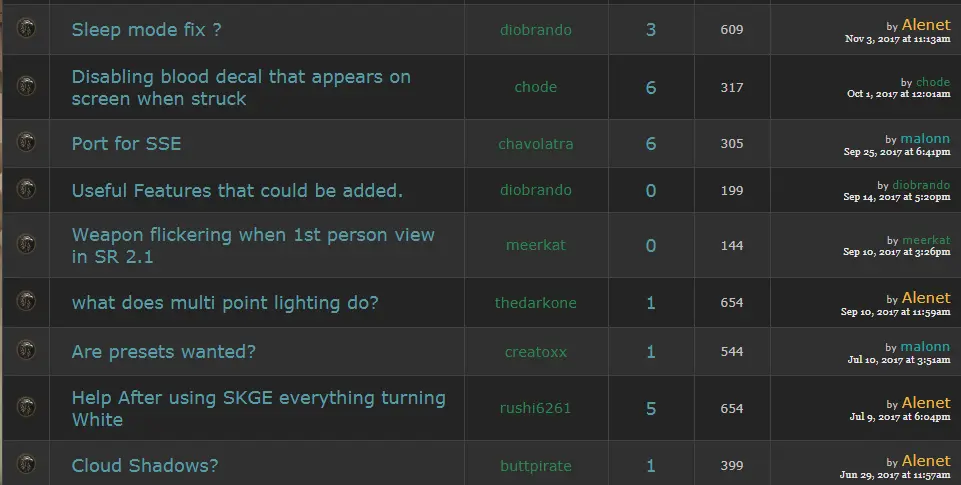 Sleep mode fix ? diobrando 3 609 by Alenet
Nov 3, 2017 at 11:13am
Disabling blood decal that appears on
screen when struck chode 6 317 by chode
Oct 1, 2017 at 12:01am
Port for SSE chavolatra 6 305 by malonn
Sep 25, 2017 at 6:41pm
Useful Features that could be added. diobrando 0 199 by diobrando
Sep 14, 2017 at 5:20pm
Weapon flickering when 1st person view
in SR 2.1 meerkat 0 144 by meerkat
Sep 10, 2017 at 3:26pm
what does multi point lighting do? thedarkone 1 654 by Alenet
Sep 10, 2017 at 11:59am
Are presets wanted? creatoxx 1 544 by malonn
Jul 10, 2017 at 3:51am
Help After using SKGE everything turning
White rushi6261 5 654 by Alenet
Jul 9, 2017 at 6:04pm
Cloud Shadows? buttpirate 1 399 by Alenet
Jun 29, 2017 at 11:57am